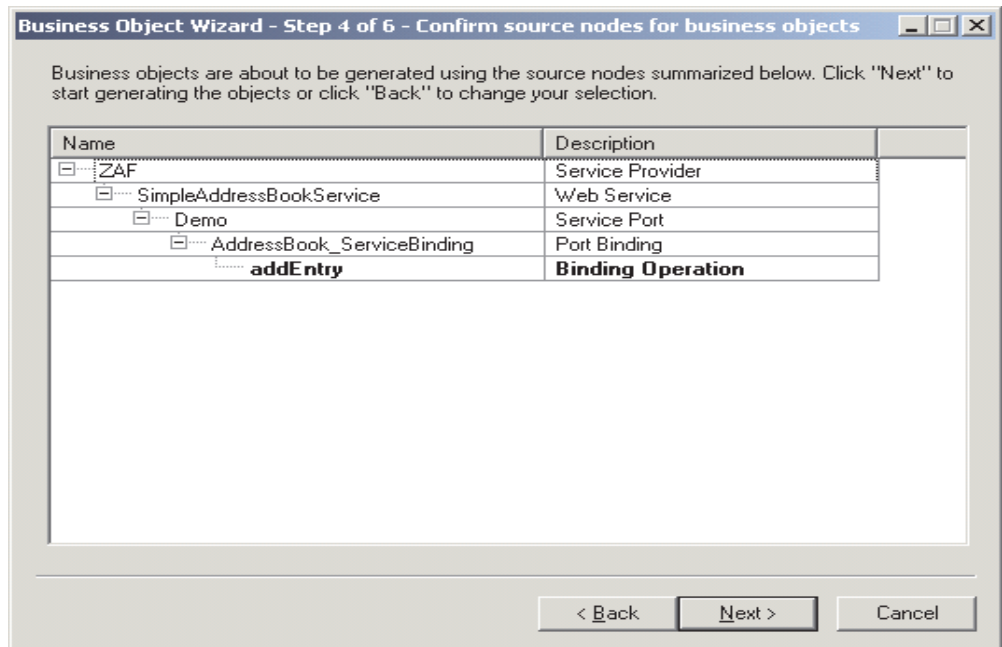 Business Object Wizard - Step 4 of 6 - Confirm source nodes for business objects
Business objects are about to be generated using the source nodes summarized below. Click "Next" to
start generating the objects or click "Back" to change your selection.
Name Description
ZAF Service Provider
SimpleAddressBookService Web Service
Demo Service Port
AddressBook_ServiceBinding Port Binding
addEntry Binding Operation
< Back Next > Cancel